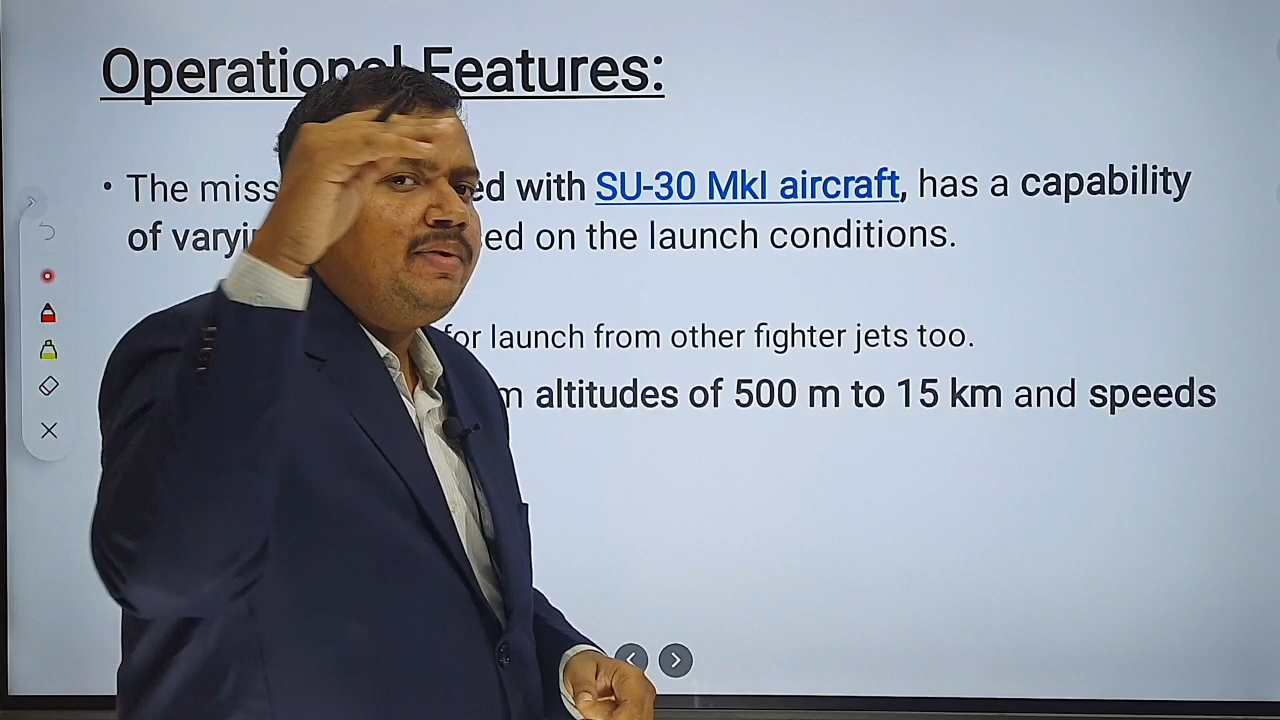 Operational Features:
• The miss ed with SU-30 MkI aircraft, has a capability
of varyi ed on the launch conditions.
for launch from other fighter jets too.
m altitudes of 500 m to 15 km and speeds